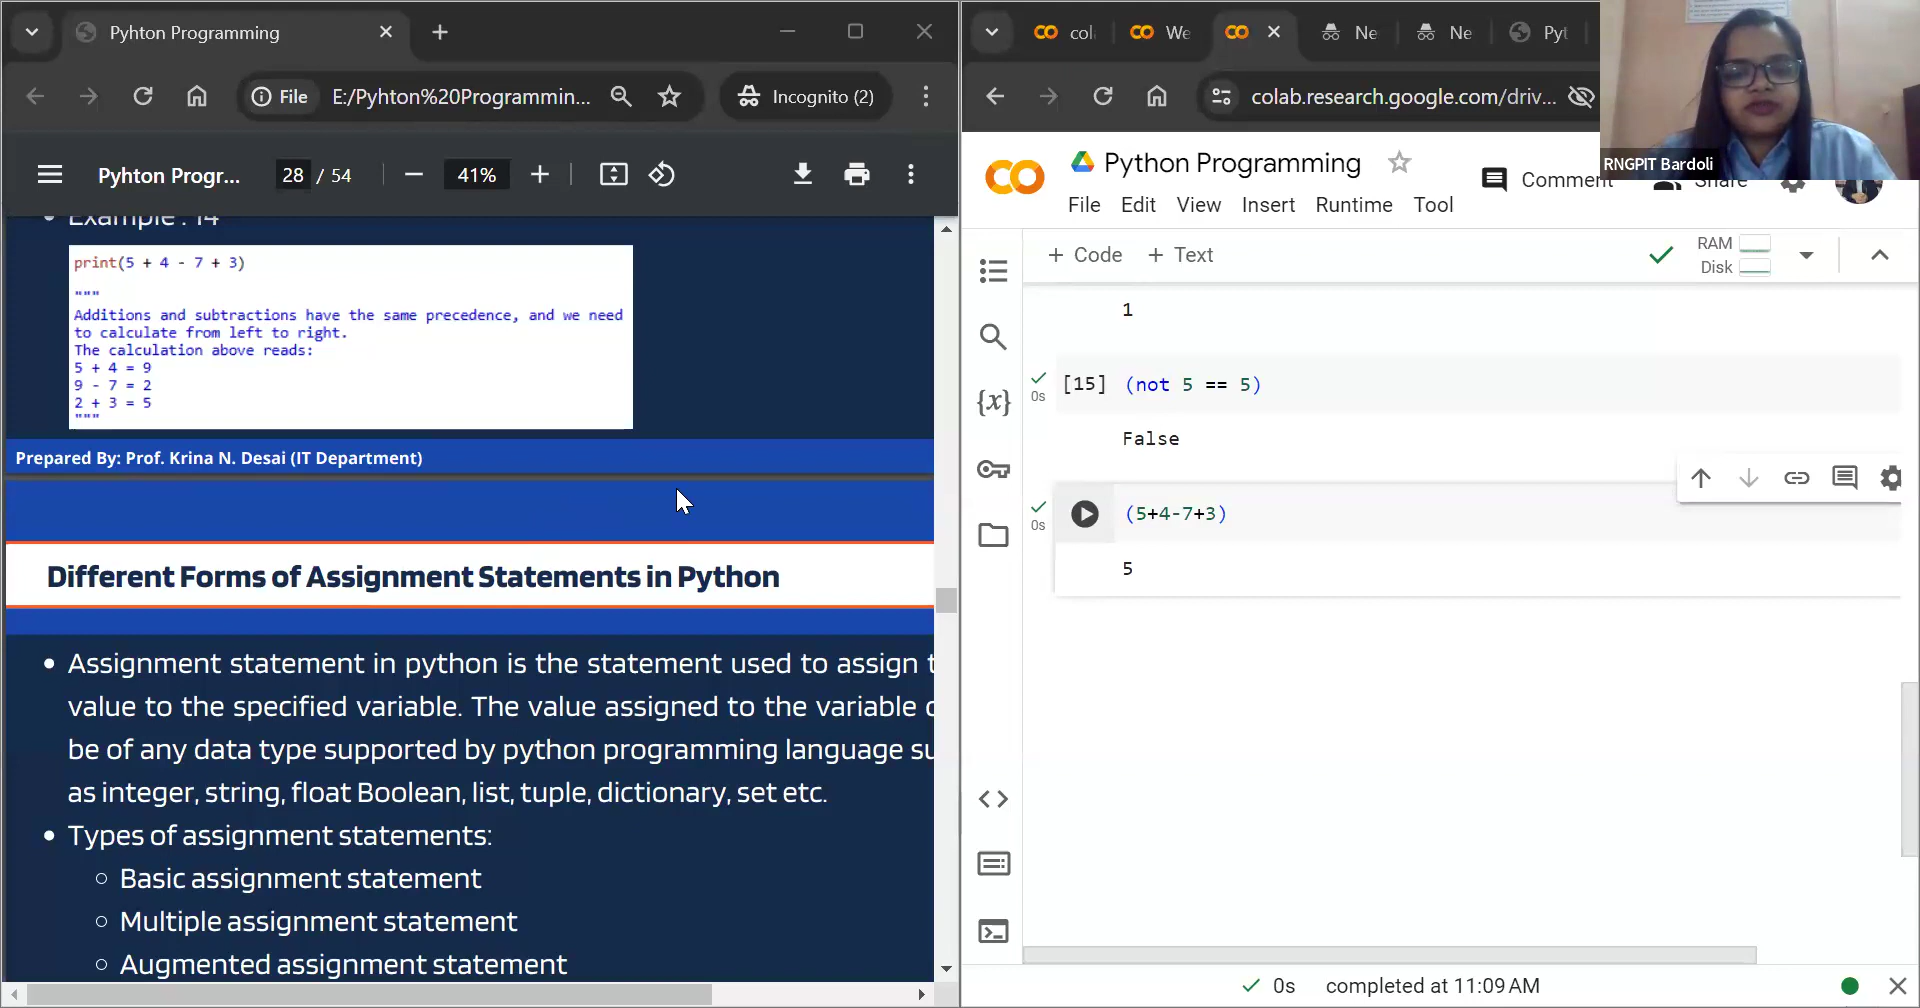 Pyhton Programming
File
E:/Pyhton%20Programmin...
Incognito (2)
Pyhton Progr...
28 / 54
41%
Example : 14
print(5 + 4 - 7 + 3)
"""
Additions and subtractions have the same precedence, and we need
to calculate from left to right.
The calculation above reads:
5 + 4 = 9
9 - 7 = 2
2 + 3 = 5
"""
Prepared By: Prof. Krina N. Desai (IT Department)
Different Forms of Assignment Statements in Python
Assignment statement in python is the statement used to assign
value to the specified variable. The value assigned to the variable
be of any data type supported by python programming language
as integer, string, float Boolean, list, tuple, dictionary, set etc.
Types of assignment statements:
Basic assignment statement
Multiple assignment statement
Augmented assignment statement
col
We
Ne
Ne
Pyt
colab.research.google.com/driv...
RNGPIT Bardoli
Python Programming
Comment
Share
File Edit View Insert Runtime Tool
+ Code + Text
RAM
Disk
1
0s
[15] (not 5 == 5)
False
0s
(5+4-7+3)
5
{x}
0s completed at 11:09 AM